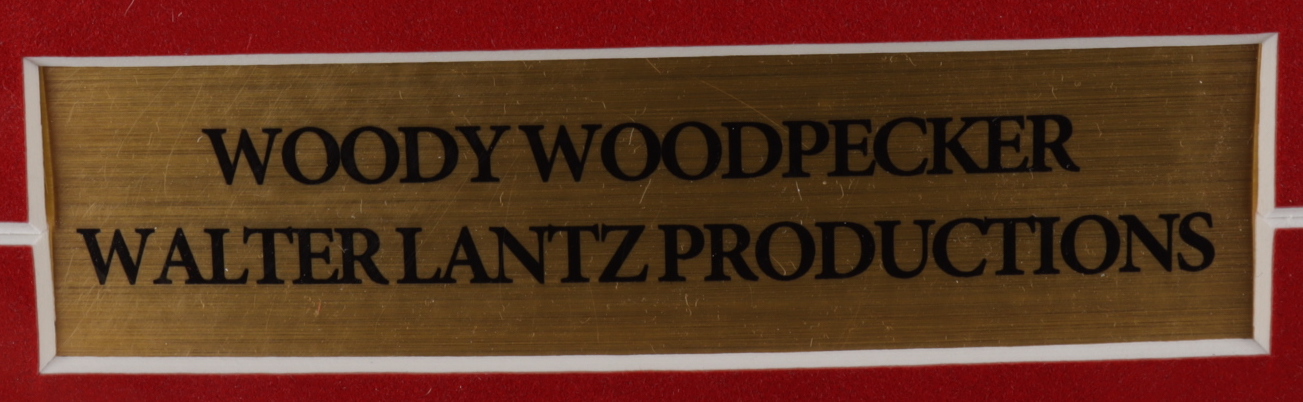 WOODY WOODPECKER
WALTER LANTZ PRODUCTIONS